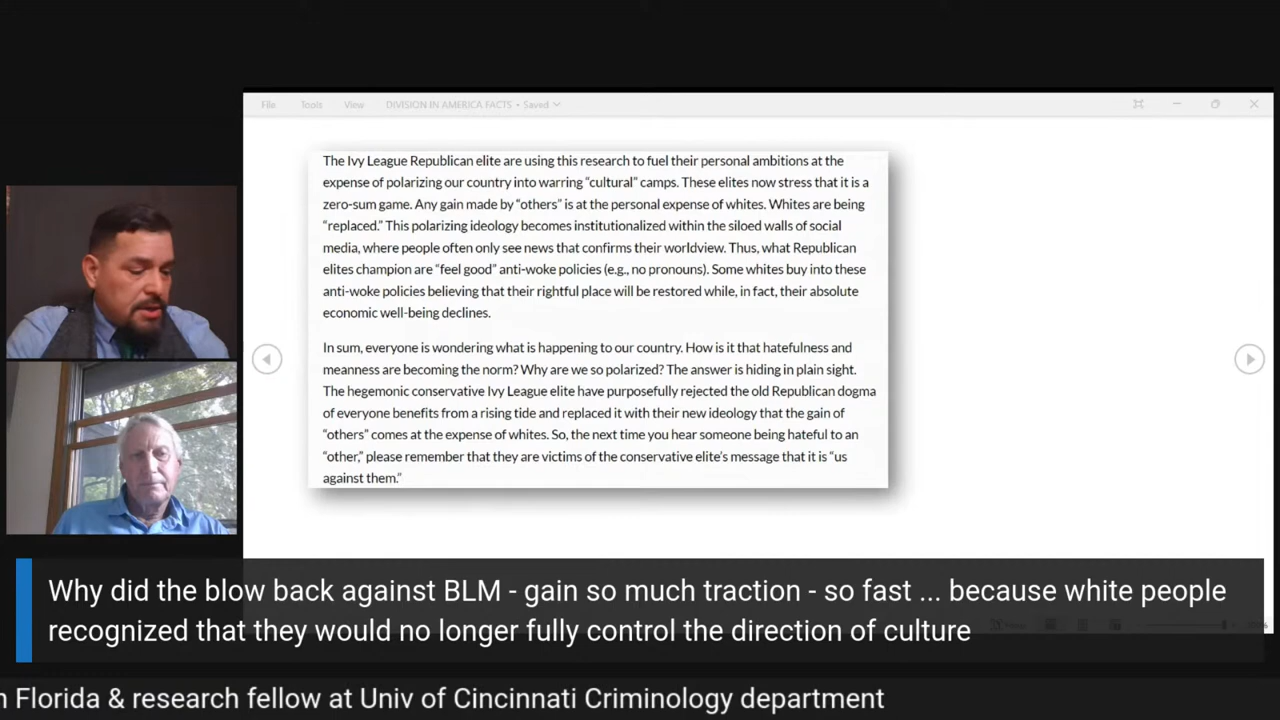 File Tools View DIVISION IN AMERICA FACTS • Saved
The Ivy League Republican elite are using this research to fuel their personal ambitions at the
expense of polarizing our country into warring “cultural” camps. These elites now stress that it is a
zero-sum game. Any gain made by “others” is at the personal expense of whites. Whites are being
“replaced.” This polarizing ideology becomes institutionalized within the siloed walls of social
media, where people often only see news that confirms their worldview. Thus, what Republican
elites champion are “feel good” anti-woke policies (e.g., no pronouns). Some whites buy into these
anti-woke policies believing that their rightful place will be restored while, in fact, their absolute
economic well-being declines.
In sum, everyone is wondering what is happening to our country. How is it that hatefulness and
meanness are becoming the norm? Why are we so polarized? The answer is hiding in plain sight.
The hegemonic conservative Ivy League elite have purposefully rejected the old Republican dogma
of everyone benefits from a rising tide and replaced it with their new ideology that the gain of
“others” comes at the expense of whites. So, the next time you hear someone being hateful to an
“other,” please remember that they are victims of the conservative elite’s message that it is “us
against them.”
Why did the blow back against BLM - gain so much traction - so fast ... because white people
recognized that they would no longer fully control the direction of culture
n Florida & research fellow at Univ of Cincinnati Criminology department